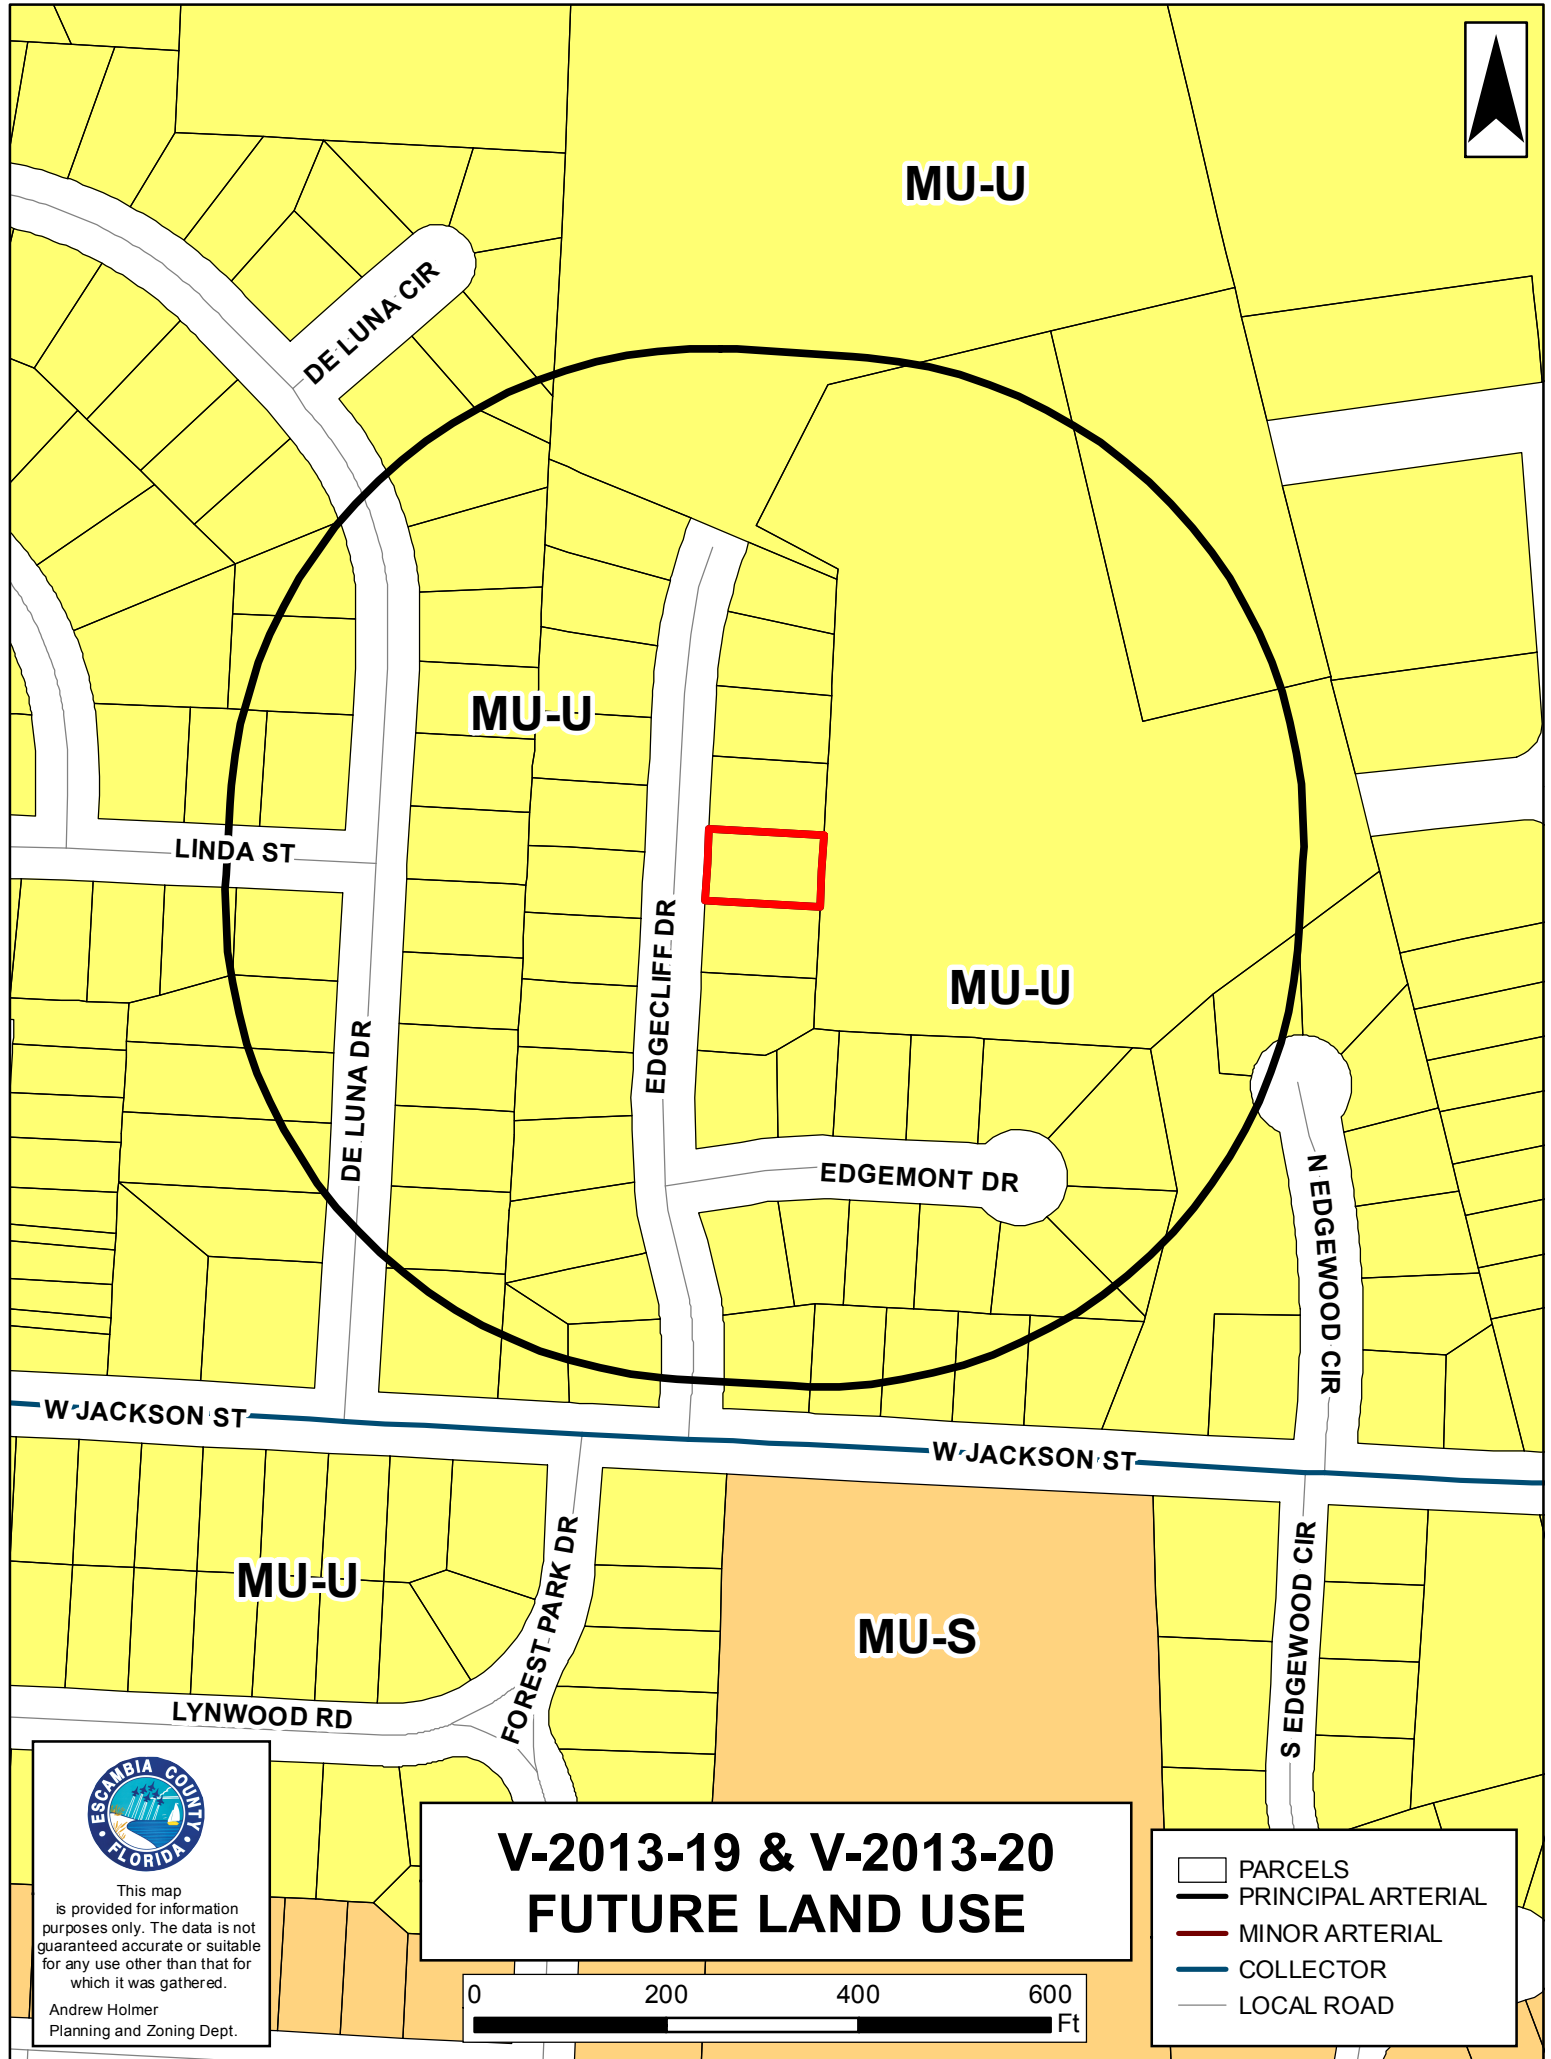 MU-U
DE LUNA CIR
MU-U
LINDA ST
EDGECLIFF DR
MU-U
DE LUNA DR
EDGEMONT DR
N EDGEWOOD CIR
W JACKSON ST
W JACKSON ST
FOREST PARK DR
MU-U
S EDGEWOOD CIR
MU-S
LYNWOOD RD
ESCAMBIA COUNTY
FLORIDA
This map
is provided for information
purposes only. The data is not
guaranteed accurate or suitable
for any use other than that for
which it was gathered.
Andrew Holmer
Planning and Zoning Dept.
V-2013-19 & V-2013-20
FUTURE LAND USE
0 200 400 600
Ft
PARCELS
PRINCIPAL ARTERIAL
MINOR ARTERIAL
COLLECTOR
LOCAL ROAD